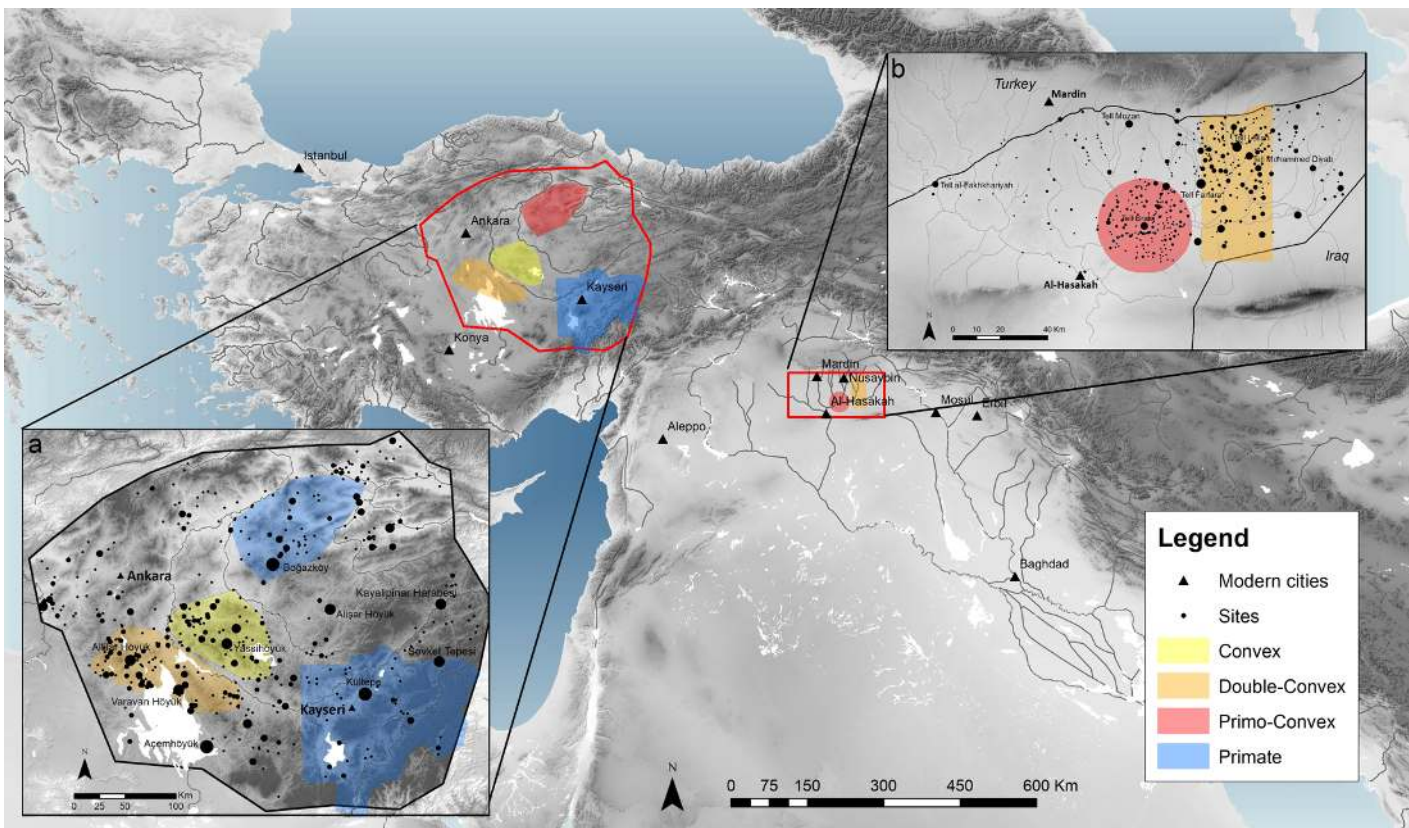 Istanbul
Ankara
Kayseri
Konya
Mardin
Nusaybin
Al-Hasakah
Mosul
Erbil
Aleppo
Baghdad
b
Turkey
Mardin
Tell Mozan
Mohammed Diyab
Tell al-Fakhkhariyah
Tell Farfara
Tell Brak
Al-Hasakah
Iraq
N
0 10 20 40 Km
a
Ankara
Boğazköy
Kayalıpınar Harabesi
Alişar Höyük
Yassıhöyük
Şevket Tepesi
Kültepe
Varavan Höyük
Kayseri
Acemhöyük
N
0 25 50 100 Km
N
0 75 150 300 450 600 Km
Legend
Modern cities
Sites
Convex
Double-Convex
Primo-Convex
Primate